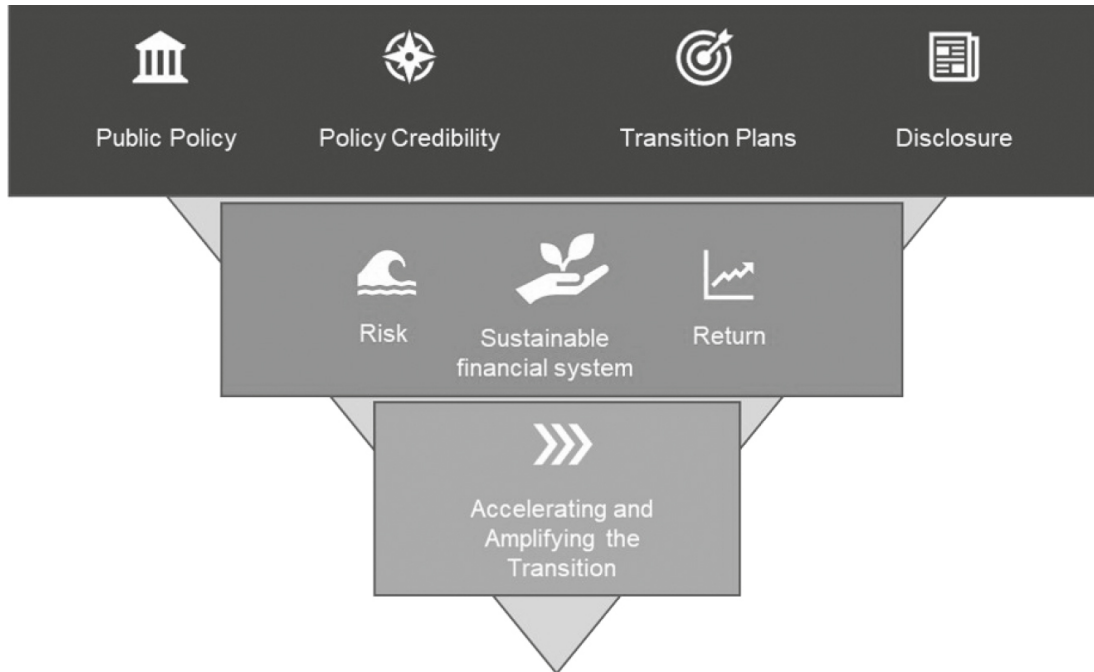 Public Policy
Policy Credibility
Transition Plans
Disclosure
Risk
Sustainable
financial system
Return
Accelerating and
Amplifying the
Transition